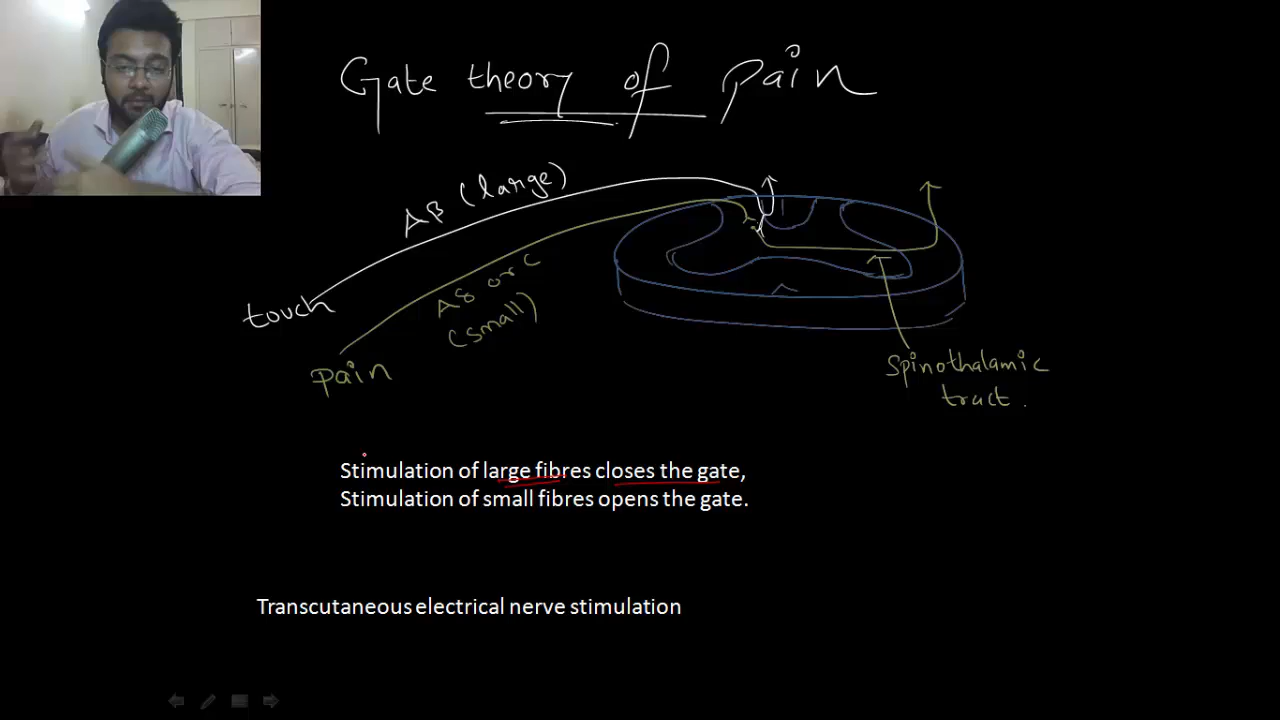 Gate theory of Pain
Aβ (large)
touch
Aδ or C
(small)
Pain
Spinothalamic
tract.
Stimulation of large fibres closes the gate,
Stimulation of small fibres opens the gate.
Transcutaneous electrical nerve stimulation